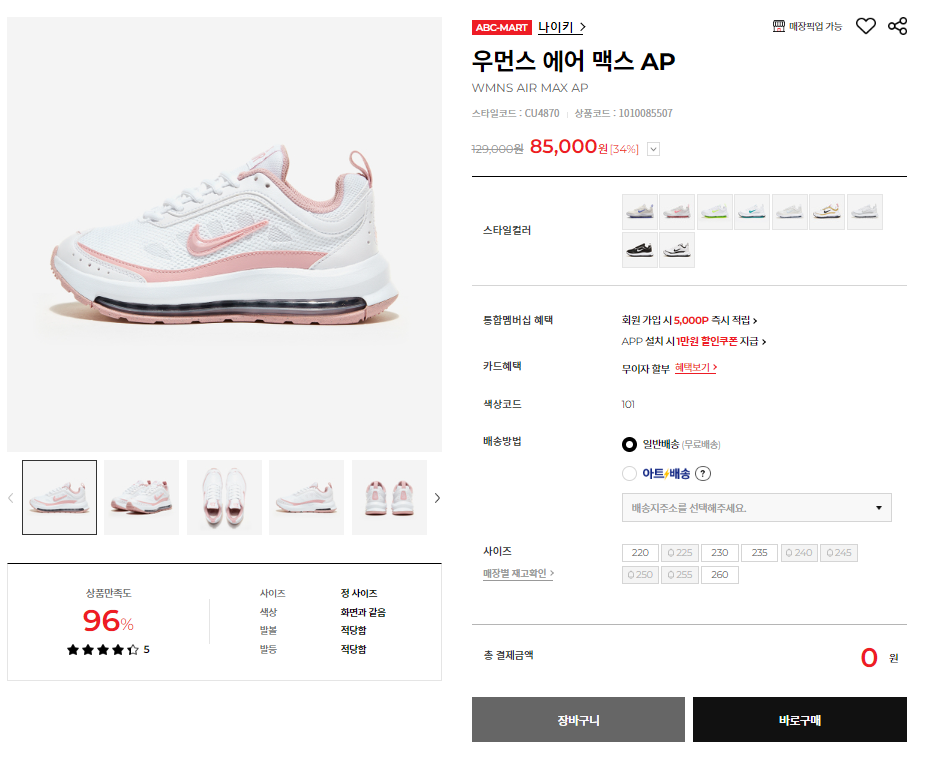 ABC-MART 나이키
매장픽업 가능
우먼스 에어 맥스 AP
WMNS AIR MAX AP
스타일코드 : CU4870 상품코드 : 1010085507
129,000원 85,000원 [34%]
스타일컬러
통합멤버십 혜택
회원 가입 시 5,000P 즉시 적립
APP 설치 시 1만원 할인쿠폰 지급
카드혜택
무이자 할부 혜택보기
색상코드
101
배송방법
일반배송 (무료배송)
아트배송 ?
배송지주소를 선택해주세요.
사이즈
매장별 재고확인
220 225 230 235 240 245
250 255 260
총 결제금액
0 원
장바구니 바로구매
상품만족도
96%
5
사이즈 정 사이즈
색상 화면과 같음
발볼 적당함
발등 적당함